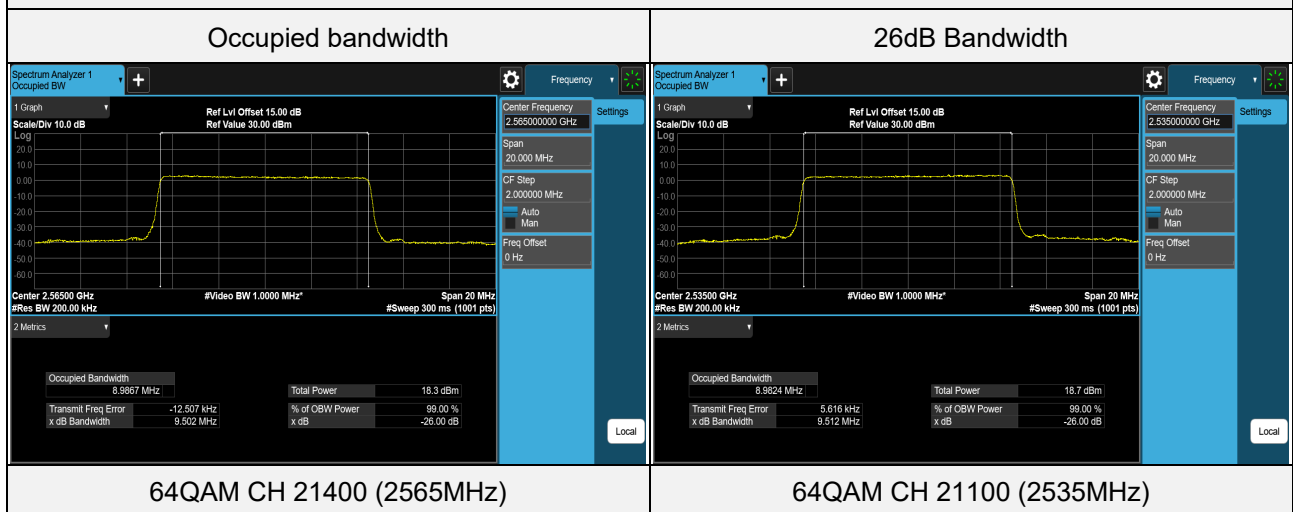 Occupied bandwidth
26dB Bandwidth
Spectrum Analyzer 1
Occupied BW
Frequency
1 Graph
Scale/Div 10.0 dB
Log
Ref Lvl Offset 15.00 dB
Ref Value 30.00 dBm
20.0
10.0
0.00
-10.0
-20.0
-30.0
-40.0
-50.0
-60.0
Center 2.56500 GHz
#Res BW 200.00 kHz
#Video BW 1.0000 MHz*
Span 20 MHz
#Sweep 300 ms (1001 pts)
Center Frequency
2.565000000 GHz
Span
20.000 MHz
CF Step
2.000000 MHz
Auto
Man
Freq Offset
0 Hz
Settings
Local
2 Metrics
Occupied Bandwidth
8.9867 MHz
Total Power 18.3 dBm
Transmit Freq Error -12.507 kHz % of OBW Power 99.00 %
x dB Bandwidth 9.502 MHz x dB -26.00 dB
Spectrum Analyzer 1
Occupied BW
Frequency
1 Graph
Scale/Div 10.0 dB
Log
Ref Lvl Offset 15.00 dB
Ref Value 30.00 dBm
20.0
10.0
0.00
-10.0
-20.0
-30.0
-40.0
-50.0
-60.0
Center 2.53500 GHz
#Res BW 200.00 kHz
#Video BW 1.0000 MHz*
Span 20 MHz
#Sweep 300 ms (1001 pts)
Center Frequency
2.535000000 GHz
Span
20.000 MHz
CF Step
2.000000 MHz
Auto
Man
Freq Offset
0 Hz
Settings
Local
2 Metrics
Occupied Bandwidth
8.9824 MHz
Total Power 18.7 dBm
Transmit Freq Error 5.616 kHz % of OBW Power 99.00 %
x dB Bandwidth 9.512 MHz x dB -26.00 dB
64QAM CH 21400 (2565MHz)
64QAM CH 21100 (2535MHz)